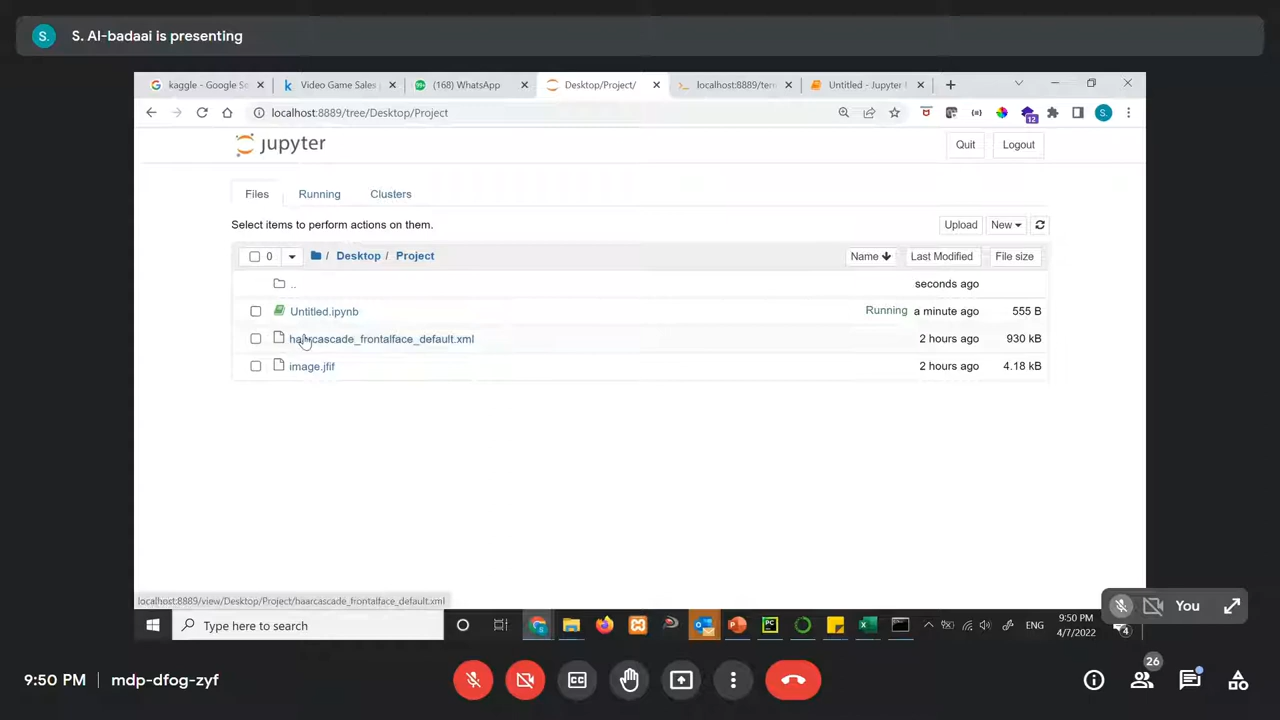 S. S. Al-badaai is presenting
kaggle - Google Se
Video Game Sales
(168) WhatsApp
Desktop/Project/
localhost:8889/terr
Untitled - Jupyter
localhost:8889/tree/Desktop/Project
12
S
jupyter
Quit
Logout
Files
Running
Clusters
Select items to perform actions on them.
Upload
New
0
/ Desktop / Project
Name
Last Modified
File size
..
seconds ago
Untitled.ipynb
Running
a minute ago
555 B
haarcascade_frontalface_default.xml
2 hours ago
930 kB
image.jfif
2 hours ago
4.18 kB
localhost:8889/view/Desktop/Project/haarcascade_frontalface_default.xml
You
Type here to search
PC
ENG
9:50 PM
4/7/2022
4
26
9:50 PM | mdp-dfog-zyf